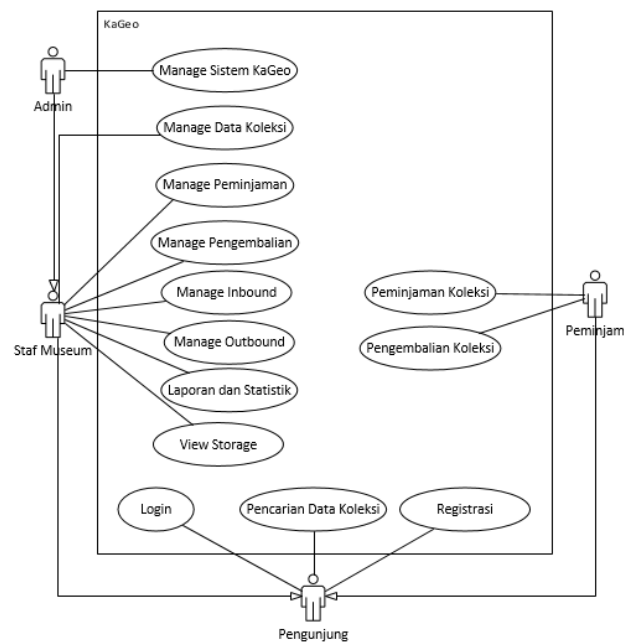 KaGeo
Manage Sistem KaGeo
Admin
Manage Data Koleksi
Manage Peminjaman
Manage Pengembalian
Manage Inbound
Peminjaman Koleksi
Peminjam
Staf Museum
Manage Outbound
Pengembalian Koleksi
Laporan dan Statistik
View Storage
Login
Pencarian Data Koleksi
Registrasi
Pengunjung